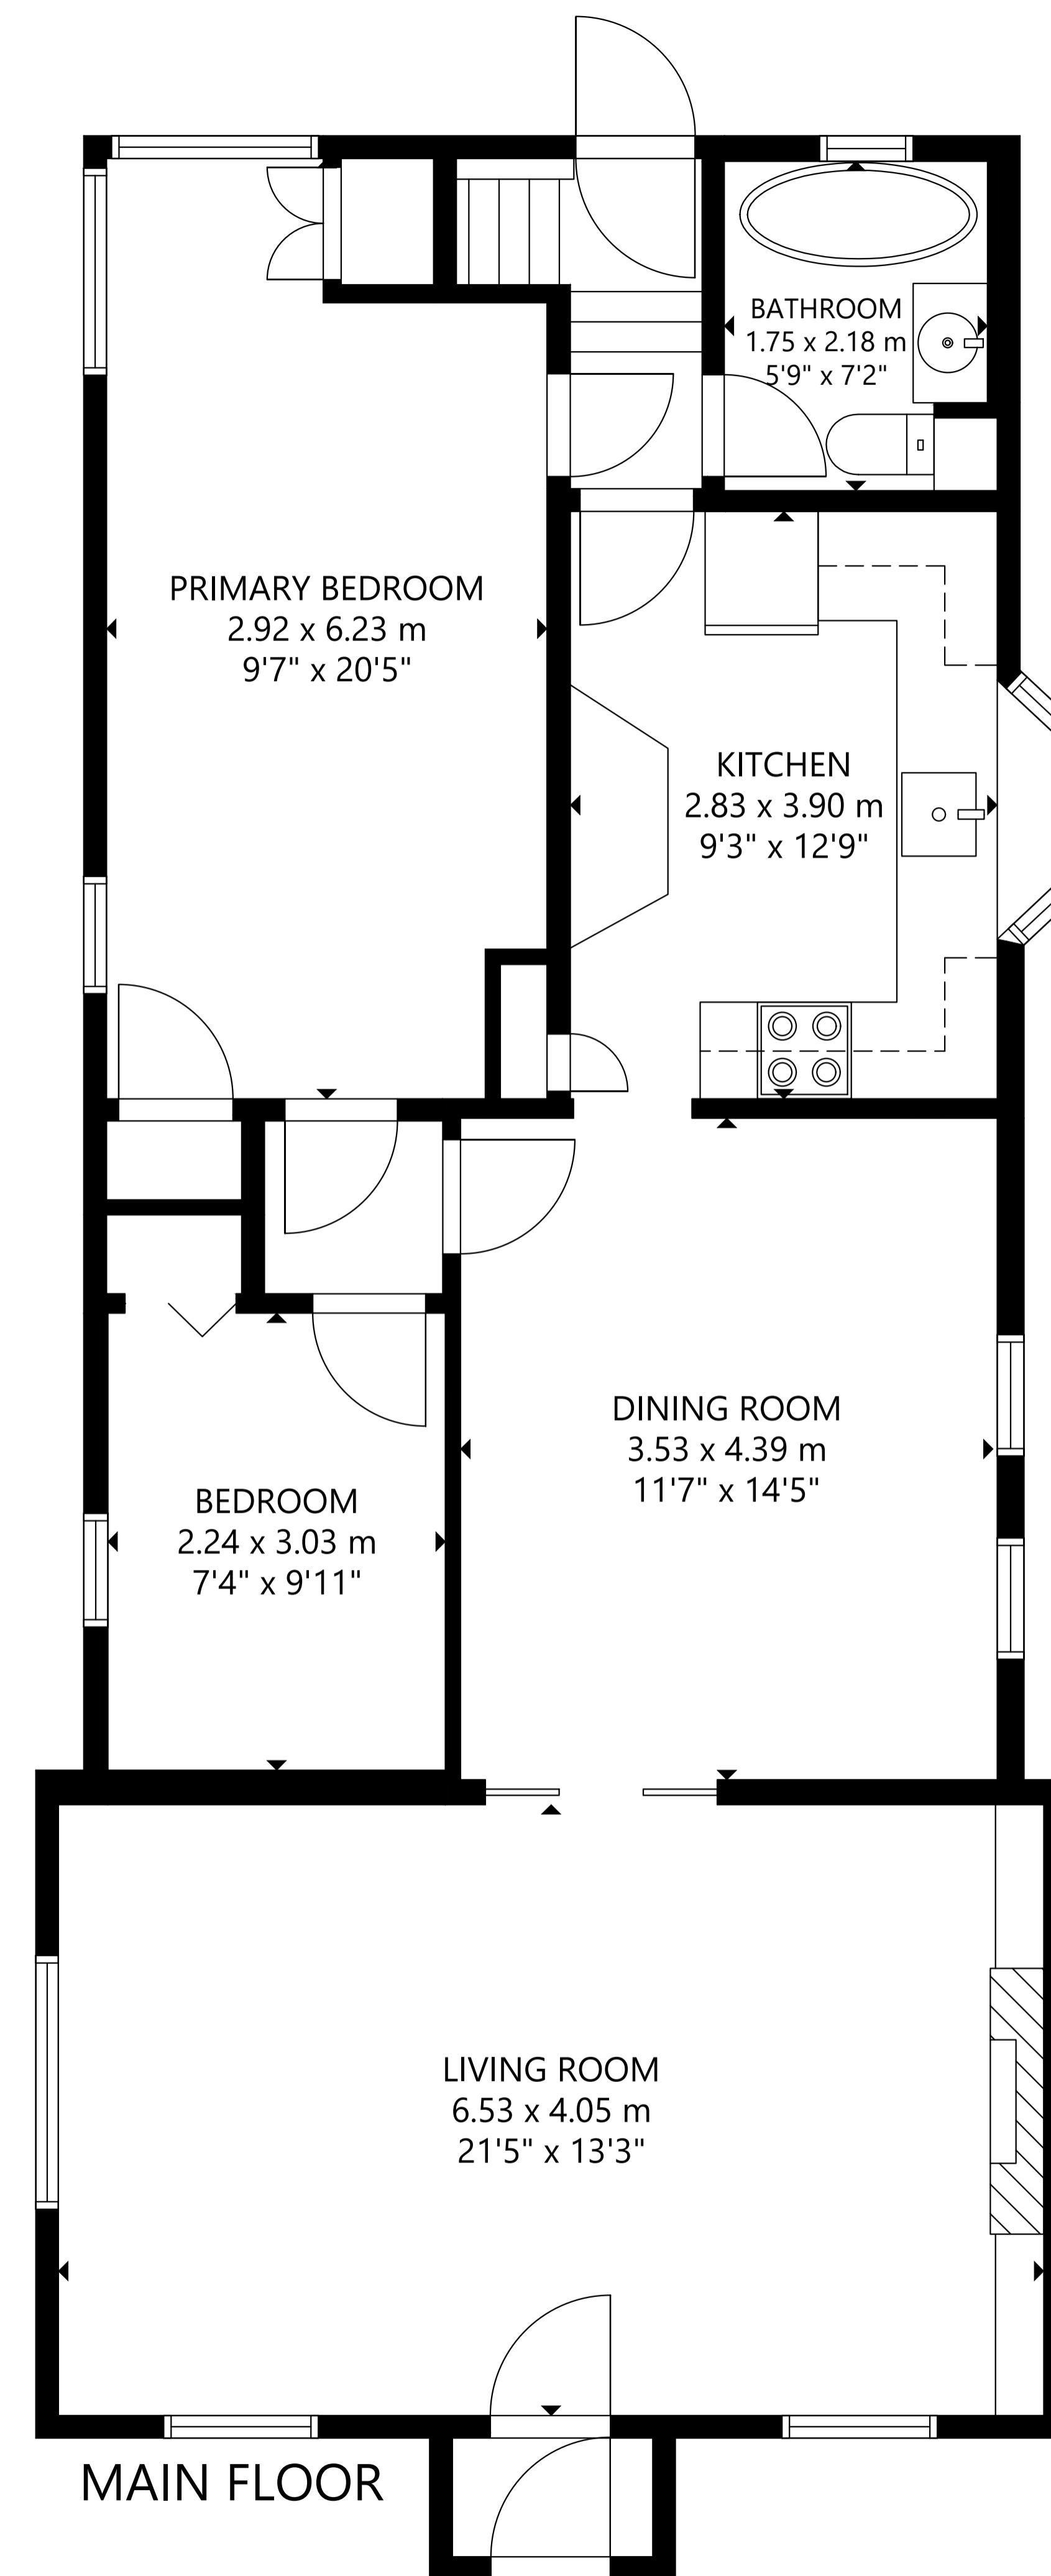 BATHROOM
1.75 x 2.18 m
5'9" x 7'2"
PRIMARY BEDROOM
2.92 x 6.23 m
9'7" x 20'5"
KITCHEN
2.83 x 3.90 m
9'3" x 12'9"
DINING ROOM
3.53 x 4.39 m
11'7" x 14'5"
BEDROOM
2.24 x 3.03 m
7'4" x 9'11"
LIVING ROOM
6.53 x 4.05 m
21'5" x 13'3"
MAIN FLOOR